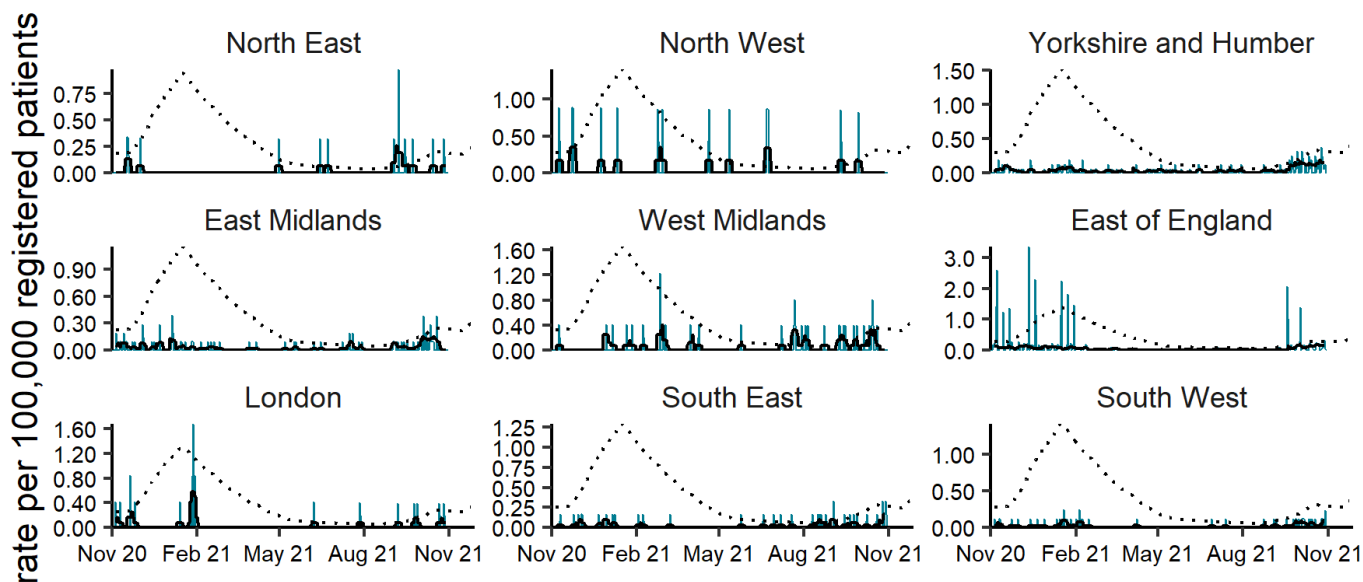 rate per 100,000 registered patients
North East
0.75
0.50
0.25
0.00
North West
1.00
0.50
0.00
Yorkshire and Humber
1.50
1.00
0.50
0.00
East Midlands
0.90
0.60
0.30
0.00
West Midlands
1.60
1.20
0.80
0.40
0.00
East of England
3.0
2.0
1.0
0.0
London
1.60
1.20
0.80
0.40
0.00
Nov 20 Feb 21 May 21 Aug 21 Nov 21
South East
1.25
1.00
0.75
0.50
0.25
0.00
Nov 20 Feb 21 May 21 Aug 21 Nov 21
South West
1.00
0.50
0.00
Nov 20 Feb 21 May 21 Aug 21 Nov 21